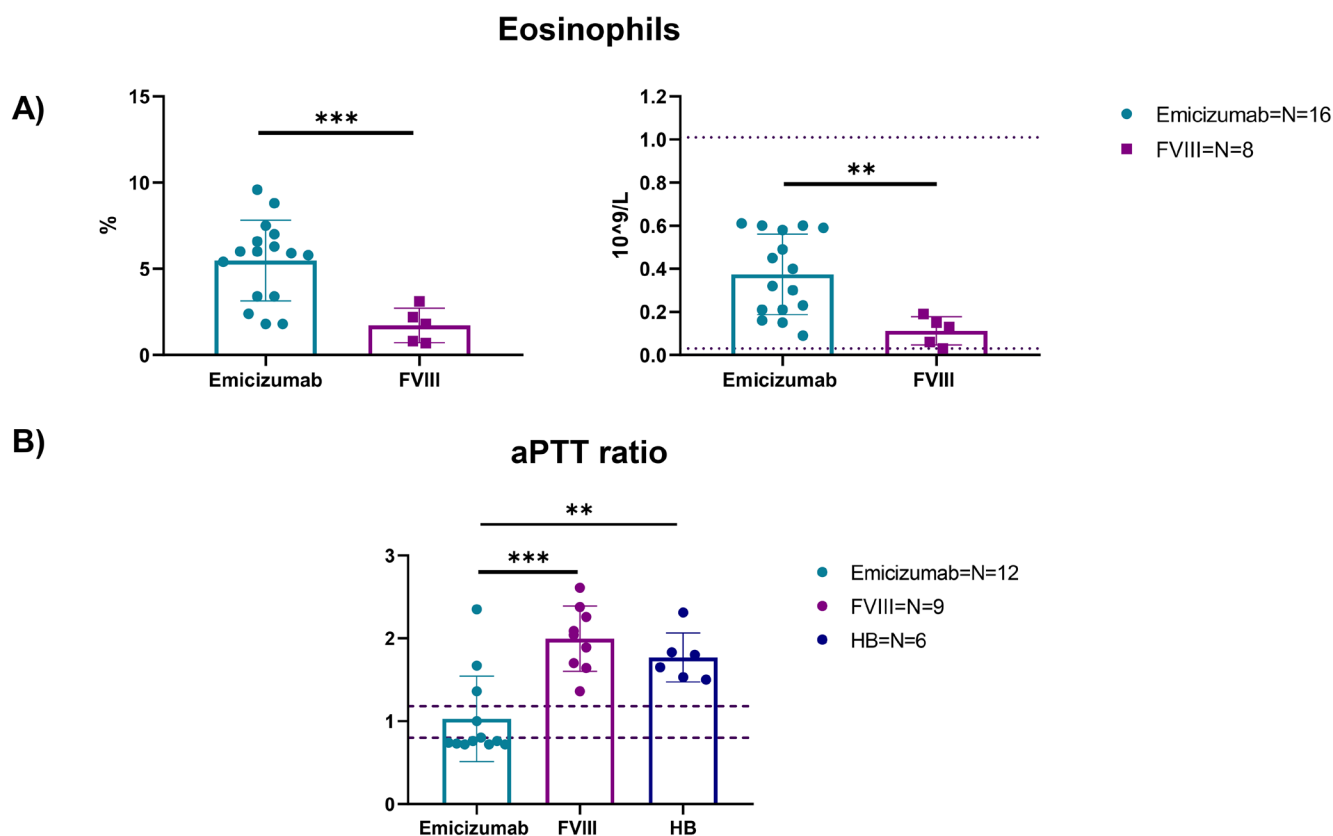 Eosinophils
A)
15
10
5
0
%
***
Emicizumab
FVIII
1.2
1.0
0.8
0.6
0.4
0.2
0.0
10^9/L
**
Emicizumab
FVIII
Emicizumab=N=16
FVIII=N=8
B)
aPTT ratio
**
***
3
2
1
0
Emicizumab
FVIII
HB
Emicizumab=N=12
FVIII=N=9
HB=N=6